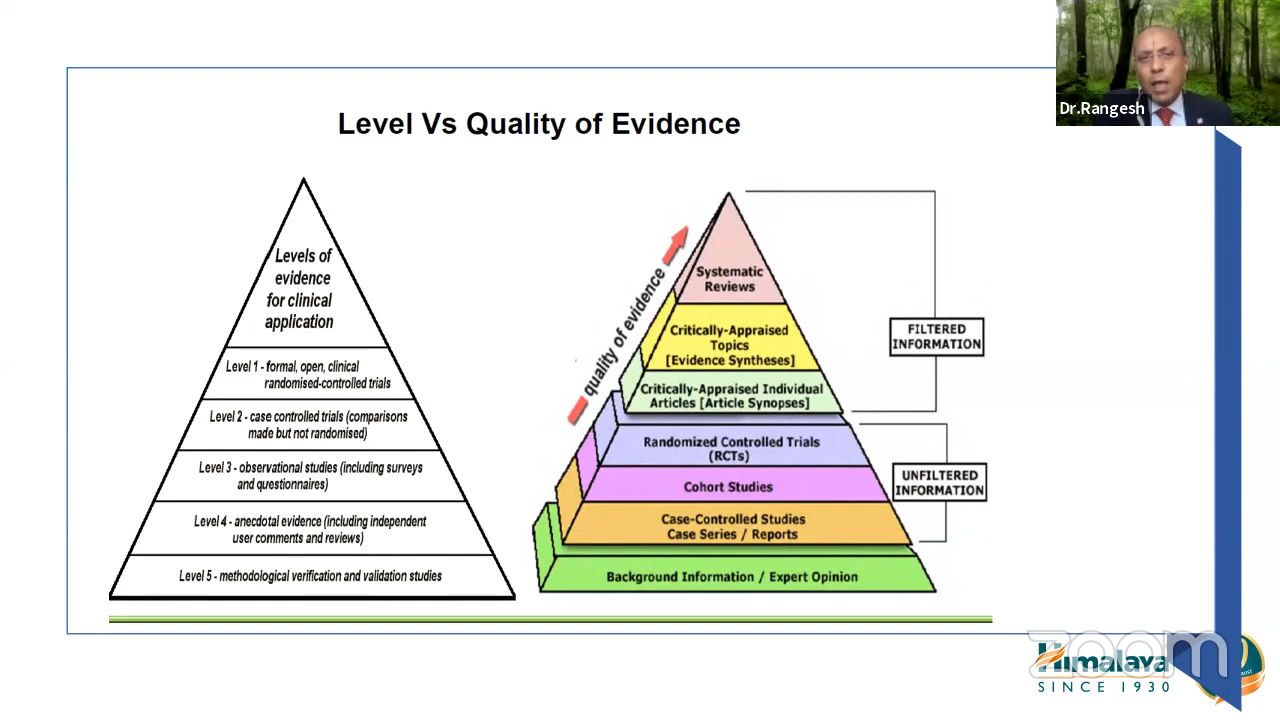 Dr.Rangesh
Level Vs Quality of Evidence
Levels of
evidence
for clinical
application
Level 1 - formal, open, clinical
randomised-controlled trials
Level 2 - case controlled trials (comparisons
made but not randomised)
Level 3 - observational studies (including surveys
and questionnaires)
Level 4 - anecdotal evidence (including independent
user comments and reviews)
Level 5 - methodological verification and validation studies
quality of evidence
Systematic
Reviews
Critically-Appraised
Topics
[Evidence Syntheses]
Critically-Appraised Individual
Articles [Article Synopses]
Randomized Controlled Trials
(RCTs)
Cohort Studies
Case-Controlled Studies
Case Series / Reports
Background Information / Expert Opinion
FILTERED
INFORMATION
UNFILTERED
INFORMATION
zoom
Himalaya
SINCE 1930